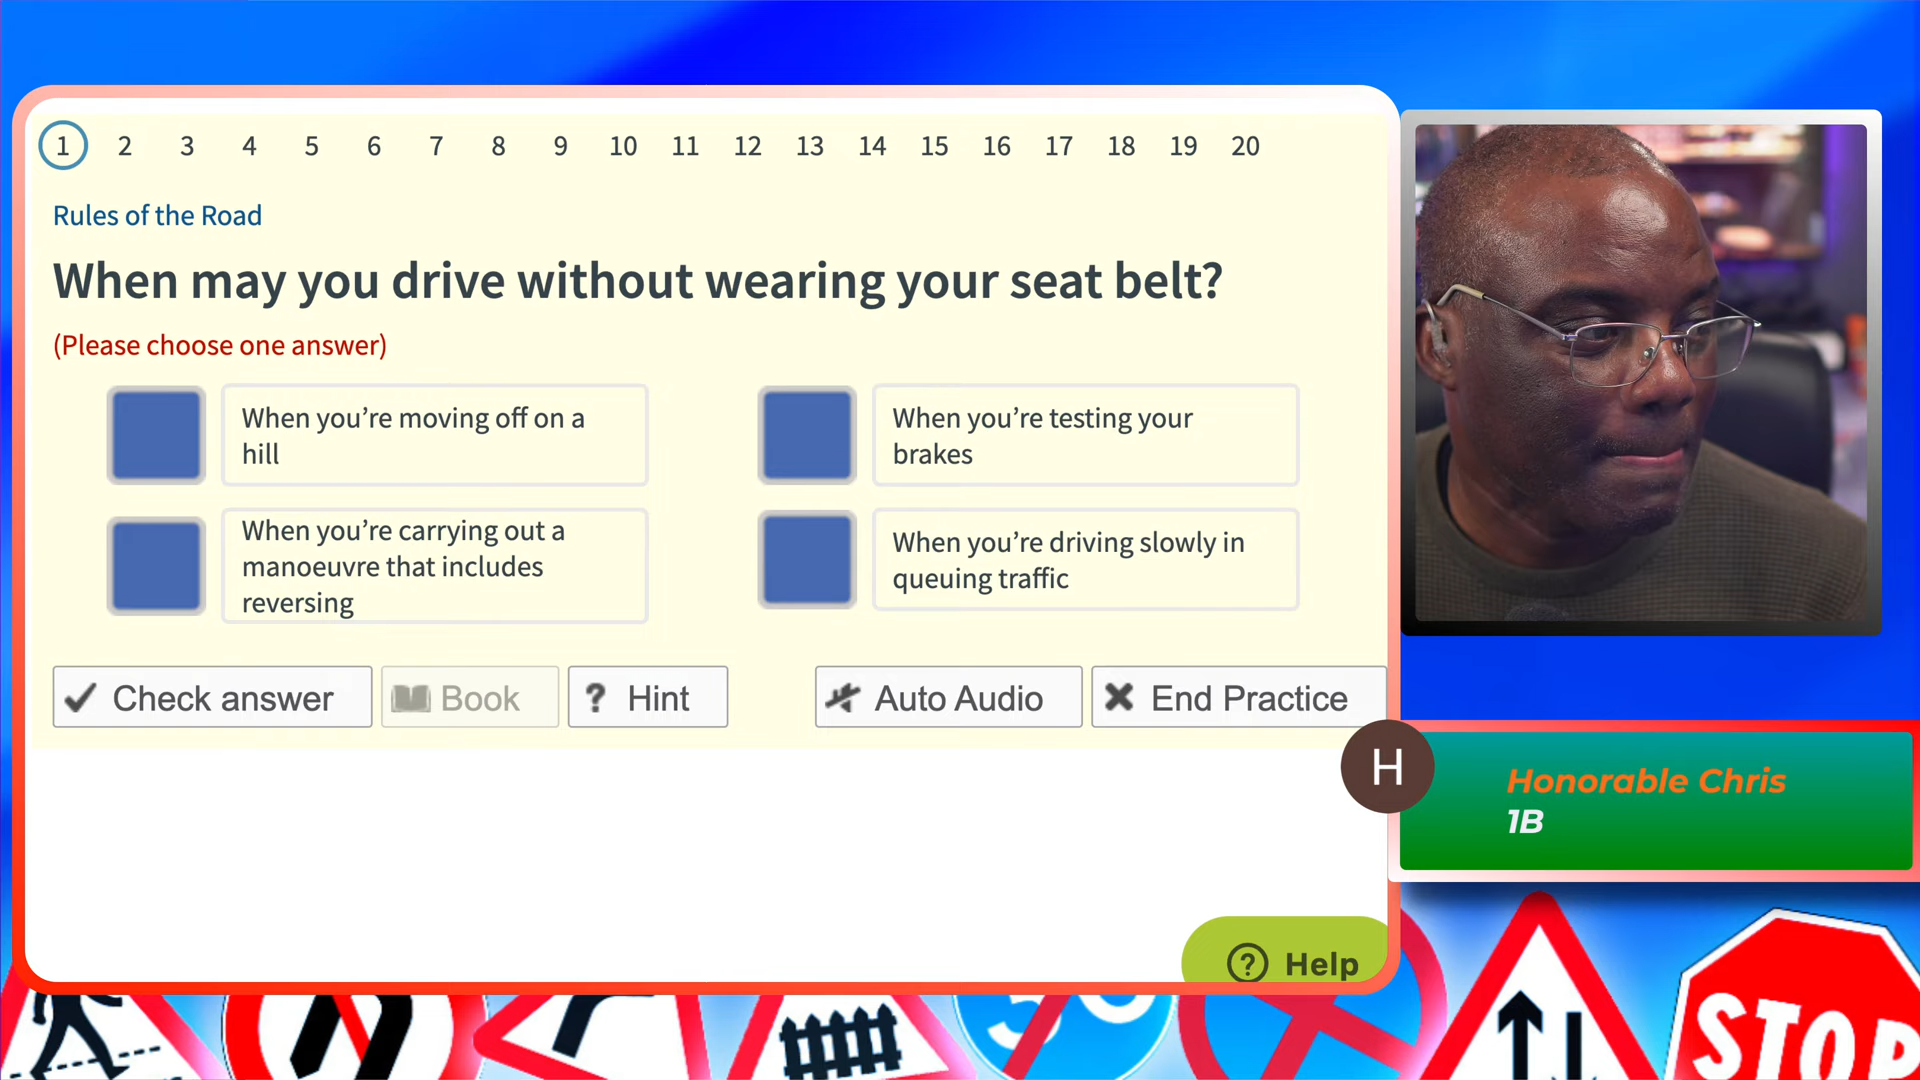 1 2 3 4 5 6 7 8 9 10 11 12 13 14 15 16 17 18 19 20
Rules of the Road
When may you drive without wearing your seat belt?
(Please choose one answer)
When you’re moving off on a
hill
When you’re testing your
brakes
When you’re carrying out a
manoeuvre that includes
reversing
When you’re driving slowly in
queuing traffic
Check answer
Book
? Hint
Auto Audio
End Practice
H
Honorable Chris
1B
? Help
STOP